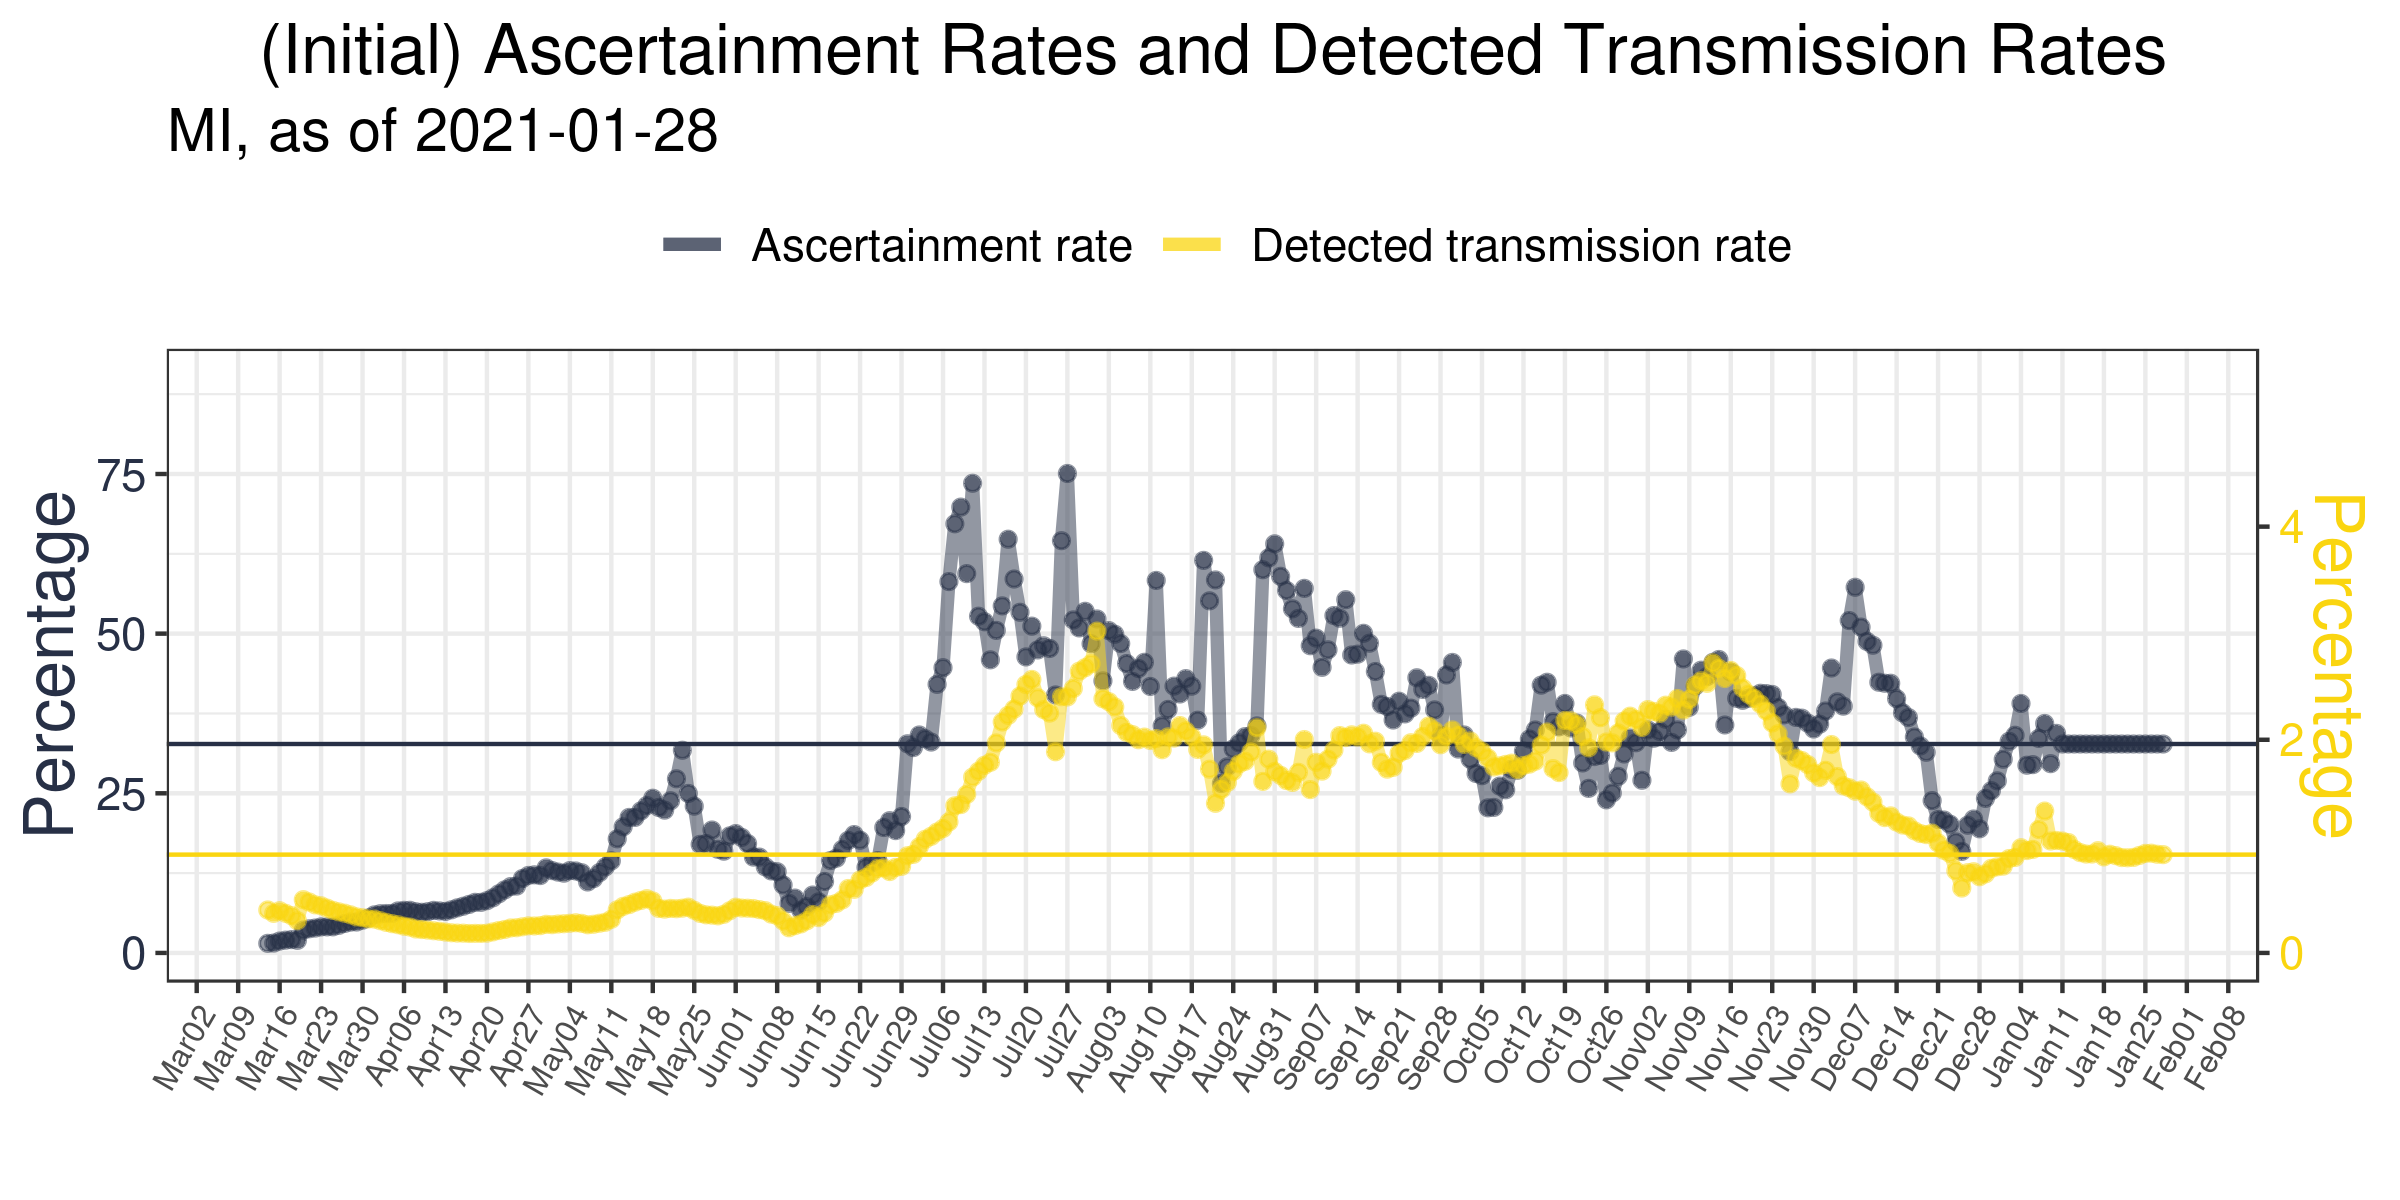 (Initial) Ascertainment Rates and Detected Transmission Rates
MI, as of 2021-01-28
Ascertainment rate
Detected transmission rate
Percentage
75
50
25
0
4
2
0
Percentage
Mar02
Mar09
Mar16
Mar23
Mar30
Apr06
Apr13
Apr20
Apr27
May04
May11
May18
May25
Jun01
Jun08
Jun15
Jun22
Jun29
Jul06
Jul13
Jul20
Jul27
Aug03
Aug10
Aug17
Aug24
Aug31
Sep07
Sep14
Sep21
Sep28
Oct05
Oct12
Oct19
Oct26
Nov02
Nov09
Nov16
Nov23
Nov30
Dec07
Dec14
Dec21
Dec28
Jan04
Jan11
Jan18
Jan25
Feb01
Feb08